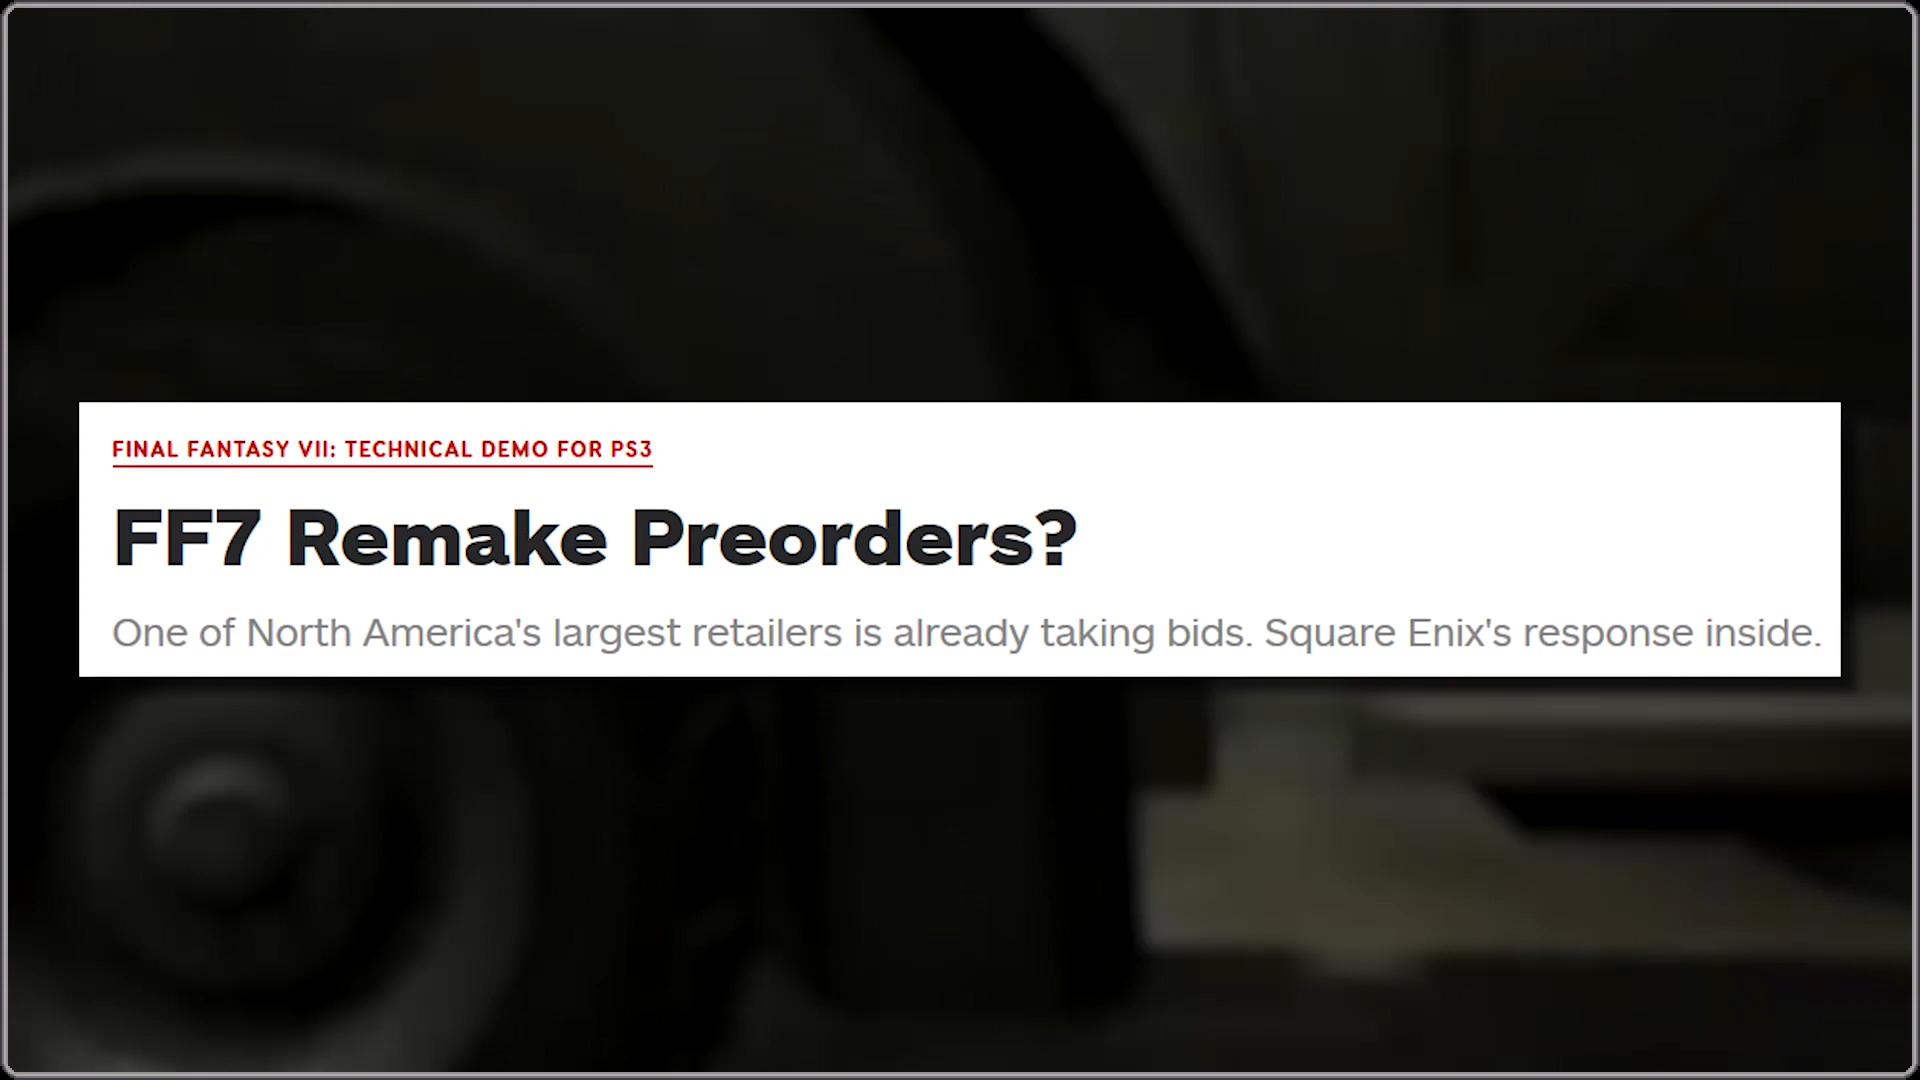 FINAL FANTASY VII: TECHNICAL DEMO FOR PS3
FF7 Remake Preorders?
One of North America's largest retailers is already taking bids. Square Enix's response inside.